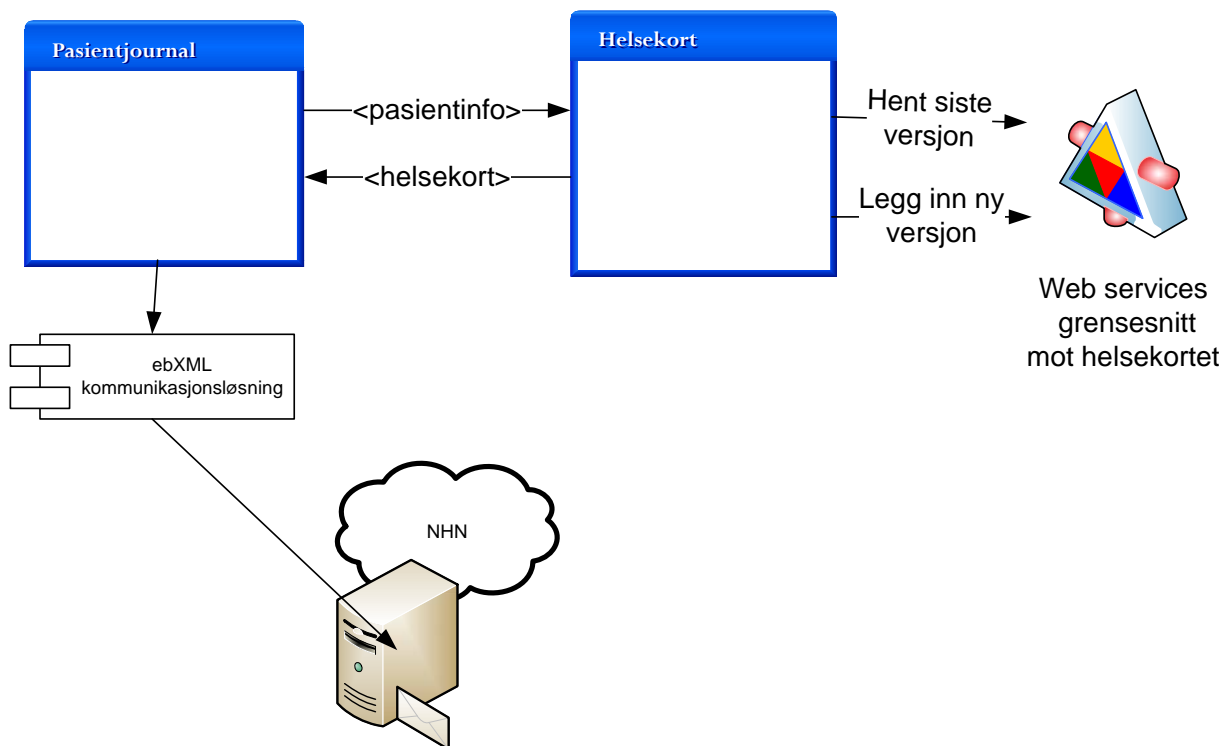 Pasientjournal
Helsekort
<pasientinfo>
<helsekort>
Hent siste
versjon
Legg inn ny
versjon
Web services
grensesnitt
mot helsekortet
ebXML
kommunikasjonsløsning
NHN